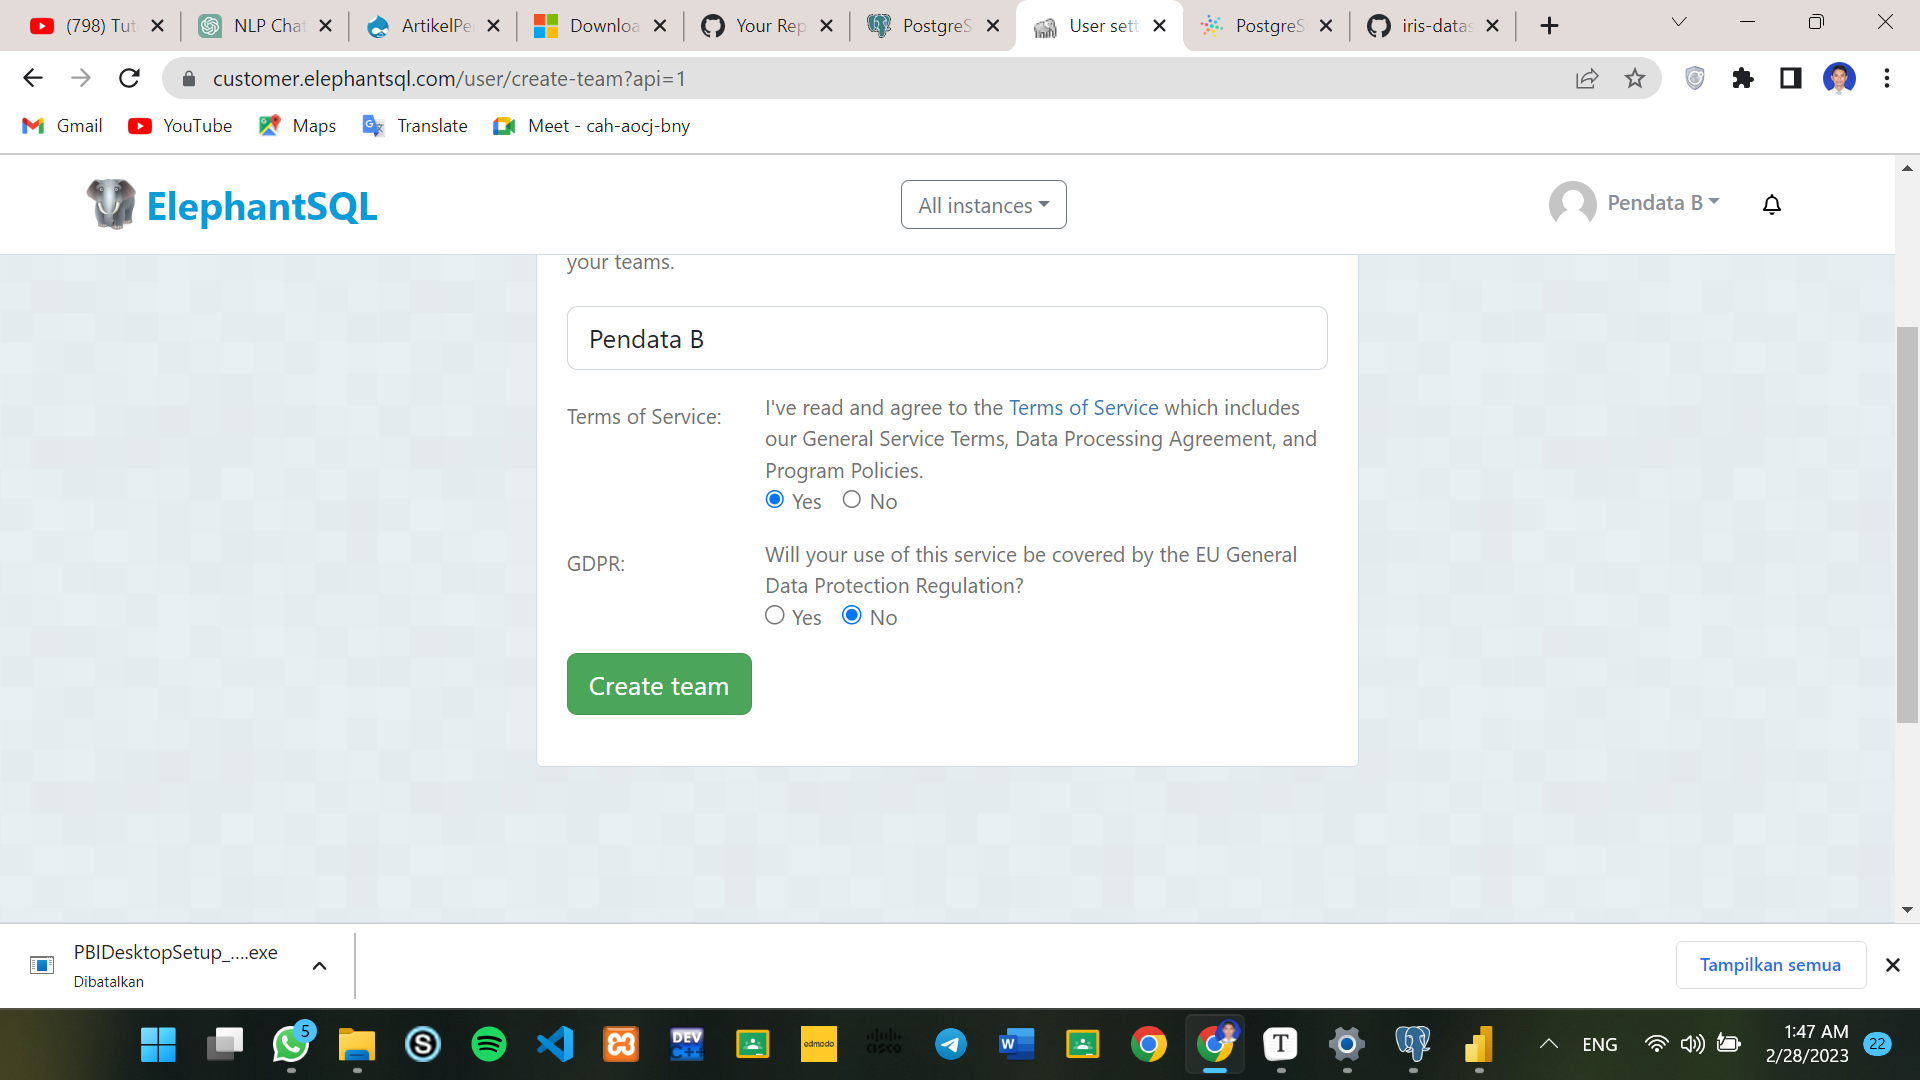 (798) Tut
NLP Chat
ArtikelPe
Downloa
Your Rep
PostgreS
User sett
PostgreS
iris-datas
customer.elephantsql.com/user/create-team?api=1
Gmail
YouTube
Maps
Translate
Meet - cah-aocj-bny
ElephantSQL
All instances
Pendata B
your teams.
Pendata B
Terms of Service:
I've read and agree to the Terms of Service which includes
our General Service Terms, Data Processing Agreement, and
Program Policies.
Yes
No
GDPR:
Will your use of this service be covered by the EU General
Data Protection Regulation?
Yes
No
Create team
PBIDesktopSetup_....exe
Dibatalkan
Tampilkan semua
5
DEV
C++
edmodo
cisco
W
T
ENG
1:47 AM
2/28/2023
22